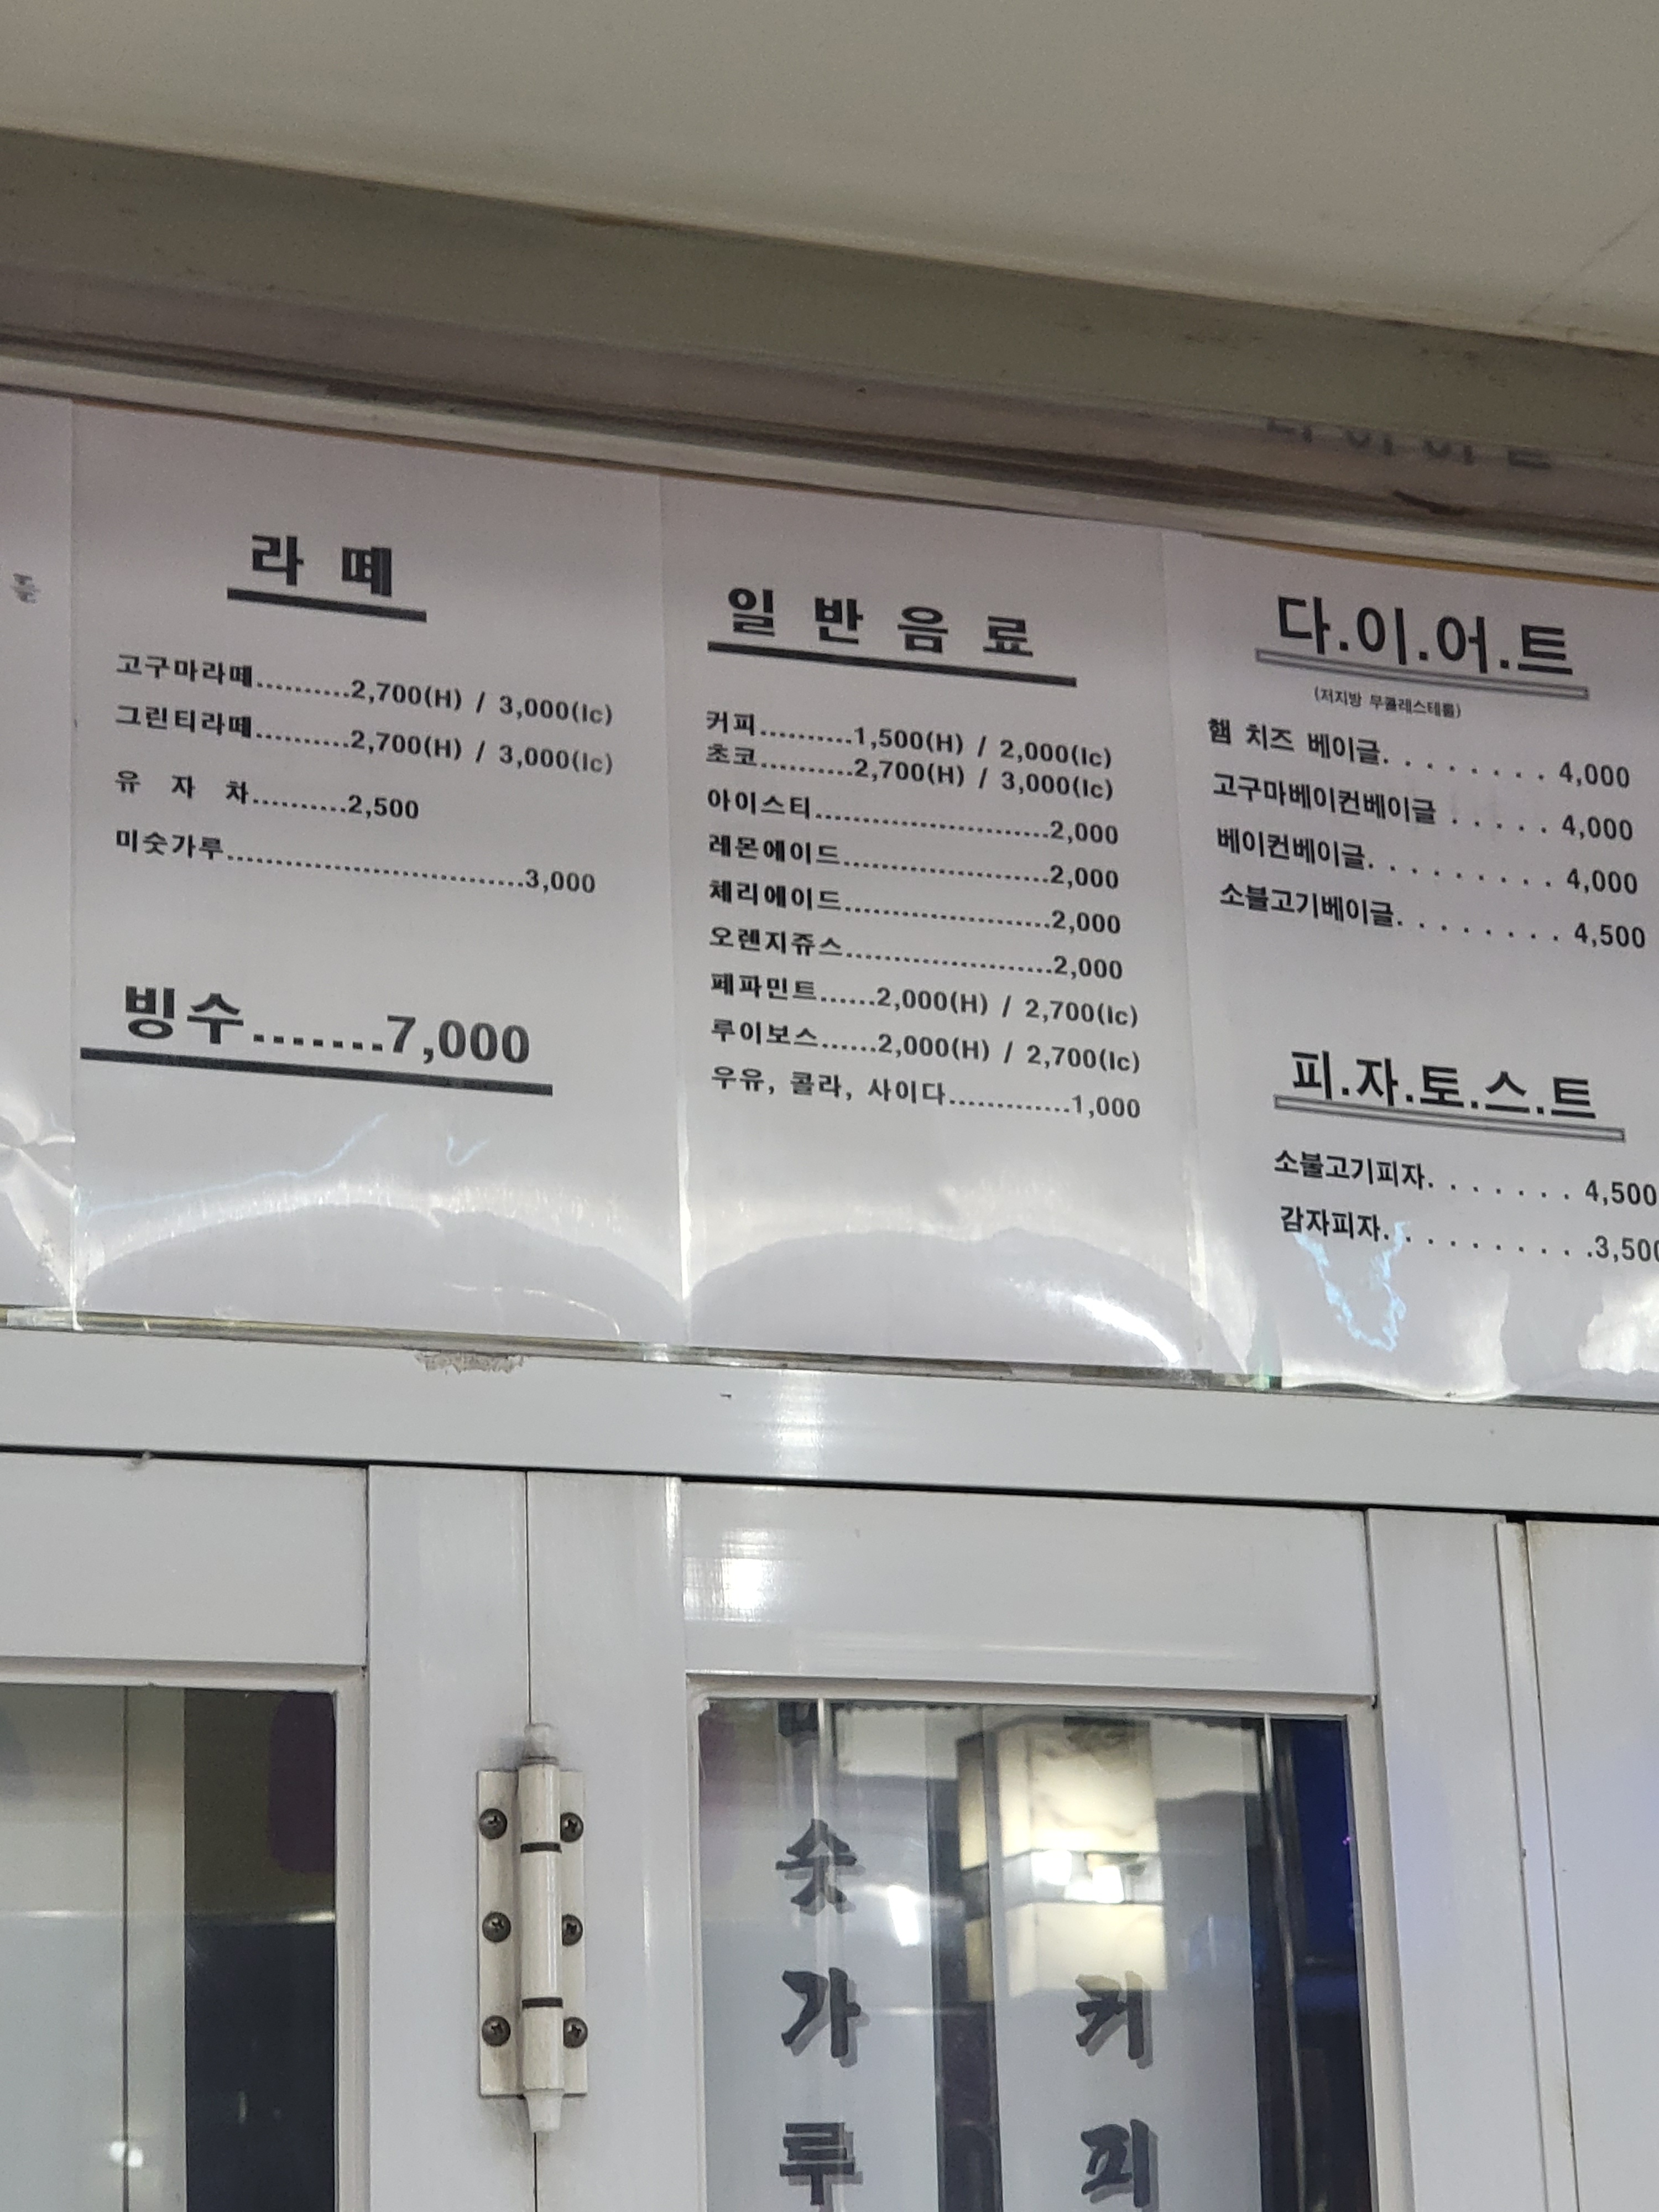 라 떼
고구마라떼..........2,700(H) / 3,000(Ic)
그린티라떼..........2,700(H) / 3,000(Ic)
유 자 차..........2,500
미숫가루................................3,000
빙수.......7,000
일 반 음 료
커피..........1,500(H) / 2,000(Ic)
초코..........2,700(H) / 3,000(Ic)
아이스티.........................2,000
레몬에이드......................2,000
체리에이드......................2,000
오렌지쥬스......................2,000
페파민트......2,000(H) / 2,700(Ic)
루이보스......2,000(H) / 2,700(Ic)
우유, 콜라, 사이다.............1,000
다.이.어.트
(저지방 무콜레스테롤)
햄 치즈 베이글. . . . . . . . 4,000
고구마베이컨베이글 . . . . . 4,000
베이컨베이글. . . . . . . . . 4,000
소불고기베이글. . . . . . . . 4,500
피.자.토.스.트
소불고기피자. . . . . . . 4,500
감자피자. . . . . . . . . .3,500
숫
가
루
커
피